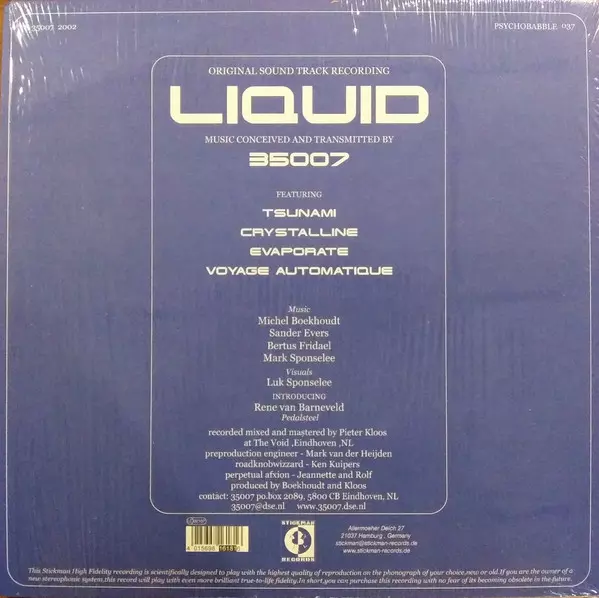 35007 2002
PSYCHOBABBLE 037
ORIGINAL SOUND TRACK RECORDING
LIQUID
MUSIC CONCEIVED AND TRANSMITTED BY
35007
FEATURING
TSUNAMI
CRYSTALLINE
EVAPORATE
VOYAGE AUTOMATIQUE
Music
Michel Boekhoudt
Sander Evers
Bertus Fridael
Mark Sponselee
Visuals
Luk Sponselee
INTRODUCING
Rene van Barneveld
Pedalsteel
recorded mixed and mastered by Pieter Kloos
at The Void ,Eindhoven ,NL
preproduction engineer - Mark van der Heijden
roadknobwizzard - Ken Kuipers
perpetual afxion - Jeannette and Rolf
produced by Boekhoudt and Kloos
contact: 35007 po.box 2089, 5800 CB Eindhoven, NL
35007@dse.nl www.35007.dse.nl
STICKMAN
RECORDS
Altermoeher Deich 27
21037 Hamburg , Germany
stickman@stickman-records.de
www.stickman-records.de
This Stickman High Fidelity recording is scientifically designed to play with the highest quality of reproduction on the phonograph of your choice,new or old.If you are the owner of a
new stereophonic system,this record will play with even more brilliant true-to-life fidelity.In short,you can purchase this recording with no fear of its becoming obsolete in the future.